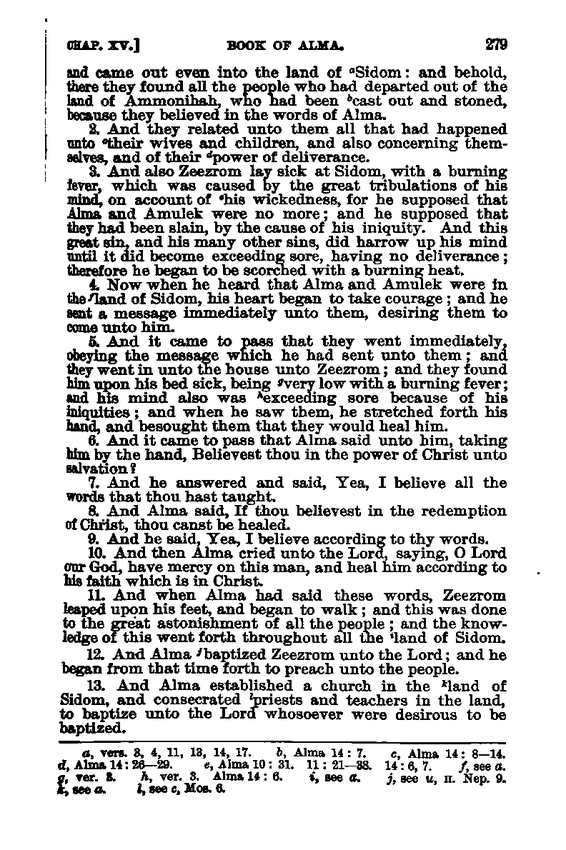 CHAP. XV.] BOOK OF ALMA. 279
and came out even into the land of ᵃSidom: and behold,
there they found all the people who had departed out of the
land of Ammonihah, who had been ᵇcast out and stoned,
because they believed in the words of Alma.
2. And they related unto them all that had happened
unto ᶜtheir wives and children, and also concerning them-
selves, and of their ᵈpower of deliverance.
3. And also Zeezrom lay sick at Sidom, with a burning
fever, which was caused by the great tribulations of his
mind, on account of ᵉhis wickedness, for he supposed that
Alma and Amulek were no more; and he supposed that
they had been slain, by the cause of his iniquity. And this
great sin, and his many other sins, did harrow up his mind
until it did become exceeding sore, having no deliverance;
therefore he began to be scorched with a burning heat.
4. Now when he heard that Alma and Amulek were in
the ᶠland of Sidom, his heart began to take courage; and he
sent a message immediately unto them, desiring them to
come unto him.
5. And it came to pass that they went immediately,
obeying the message which he had sent unto them; and
they went in unto the house unto Zeezrom; and they found
him upon his bed sick, being ᵍvery low with a burning fever;
and his mind also was ʰexceeding sore because of his
iniquities; and when he saw them, he stretched forth his
hand, and besought them that they would heal him.
6. And it came to pass that Alma said unto him, taking
him by the hand, Believest thou in the power of Christ unto
salvation?
7. And he answered and said, Yea, I believe all the
words that thou hast taught.
8. And Alma said, If thou believest in the redemption
of Christ, thou canst be healed.
9. And he said, Yea, I believe according to thy words.
10. And then Alma cried unto the Lord, saying, O Lord
our God, have mercy on this man, and heal him according to
his faith which is in Christ.
11. And when Alma had said these words, Zeezrom
leaped upon his feet, and began to walk; and this was done
to the great astonishment of all the people; and the know-
ledge of this went forth throughout all the ⁱland of Sidom.
12. And Alma ʲbaptized Zeezrom unto the Lord; and he
began from that time forth to preach unto the people.
13. And Alma established a church in the ᵏland of
Sidom, and consecrated ˡpriests and teachers in the land,
to baptize unto the Lord whosoever were desirous to be
baptized.
a, vers. 3, 4, 11, 13, 14, 17. b, Alma 14: 7. c, Alma 14: 8—14.
d, Alma 14: 26—29. e, Alma 10: 31. 11: 21—38. 14: 6, 7. f, see a.
g, ver. 3. h, ver. 3. Alma 14: 6. i, see a. j, see u, II. Nep. 9.
k, see a. l, see c, Mos. 6.